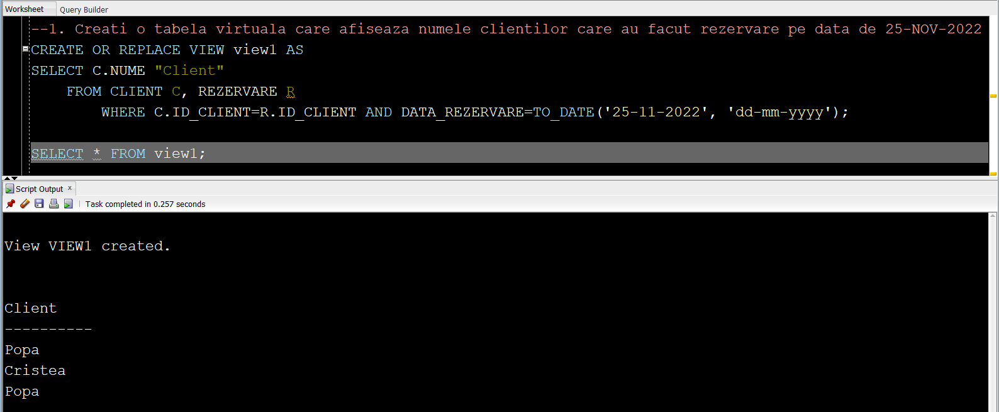 Worksheet Query Builder
--1. Creati o tabela virtuala care afiseaza numele clientilor care au facut rezervare pe data de 25-NOV-2022
CREATE OR REPLACE VIEW view1 AS
SELECT C.NUME "Client"
FROM CLIENT C, REZERVARE R
WHERE C.ID_CLIENT=R.ID_CLIENT AND DATA_REZERVARE=TO_DATE('25-11-2022', 'dd-mm-yyyy');
SELECT * FROM view1;
Script Output x
Task completed in 0.257 seconds
View VIEW1 created.
Client
----------
Popa
Cristea
Popa